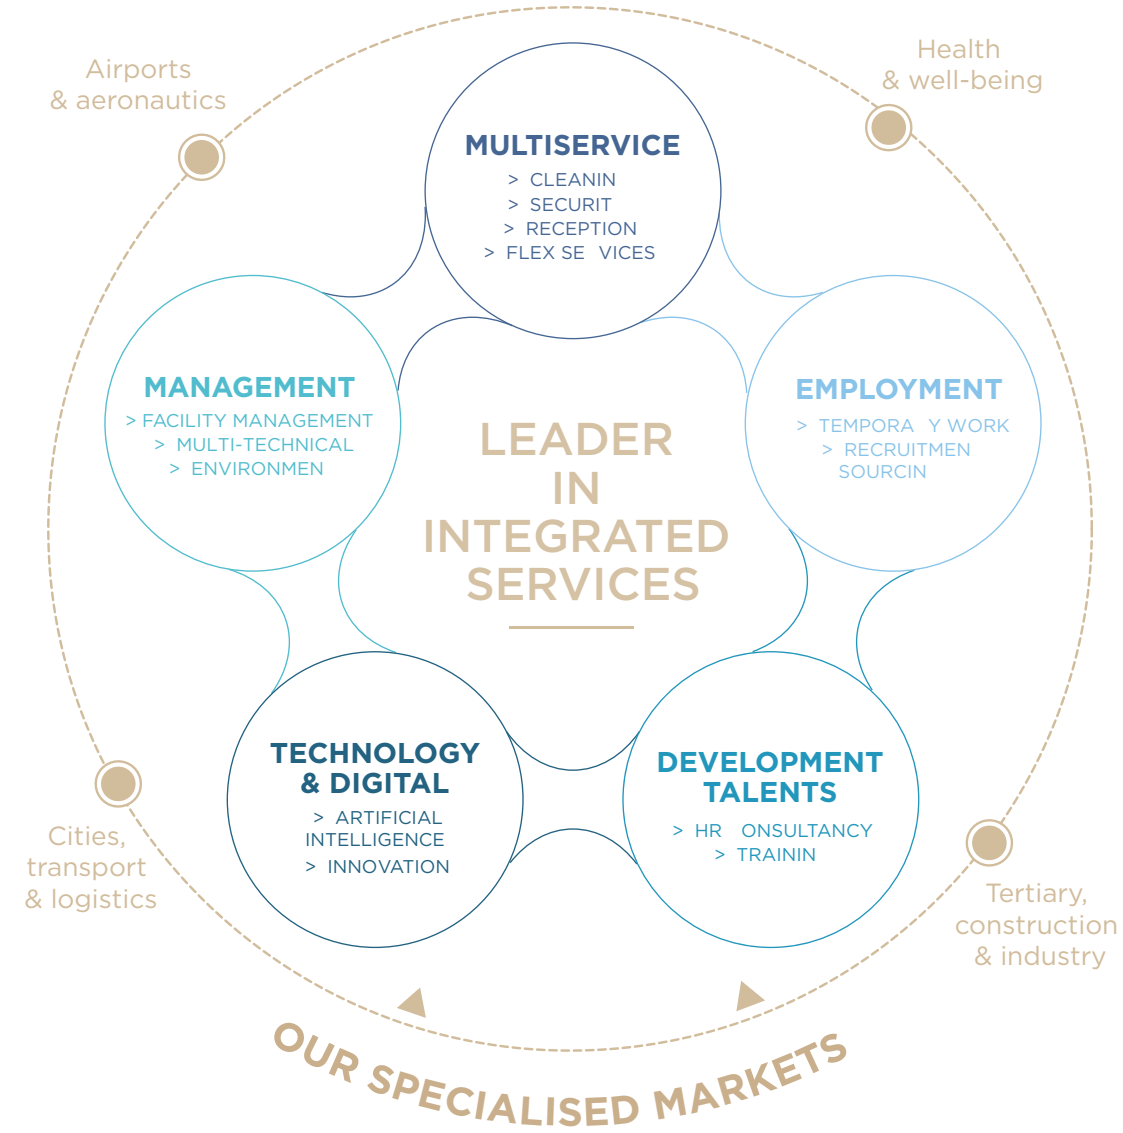 Airports
& aeronautics
Health
& well-being
MULTISERVICE
> CLEANIN
> SECURIT
> RECEPTION
> FLEX SE VICES
MANAGEMENT
> FACILITY MANAGEMENT
> MULTI-TECHNICAL
> ENVIRONMEN
EMPLOYMENT
> TEMPORA Y WORK
> RECRUITMEN
SOURCIN
LEADER
IN
INTEGRATED
SERVICES
TECHNOLOGY
& DIGITAL
> ARTIFICIAL
INTELLIGENCE
> INNOVATION
DEVELOPMENT
TALENTS
> HR ONSULTANCY
> TRAININ
Cities,
transport
& logistics
Tertiary,
construction
& industry
OUR SPECIALISED MARKETS